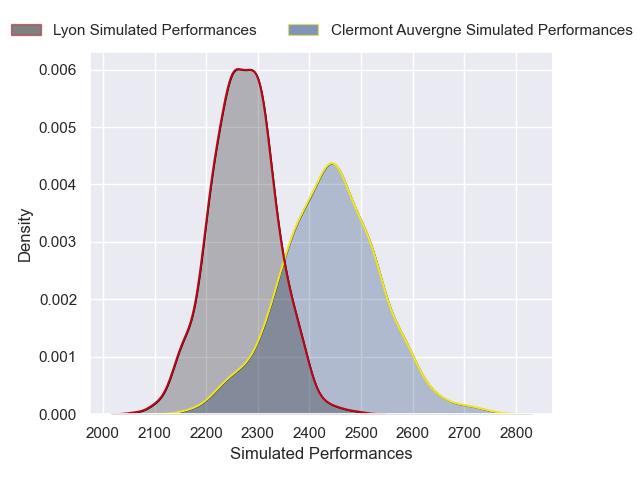 Lyon Simulated Performances
Clermont Auvergne Simulated Performances
0.006
0.005
0.004
0.003
0.002
0.001
0.000
Density
2000 2100 2200 2300 2400 2500 2600 2700 2800
Simulated Performances